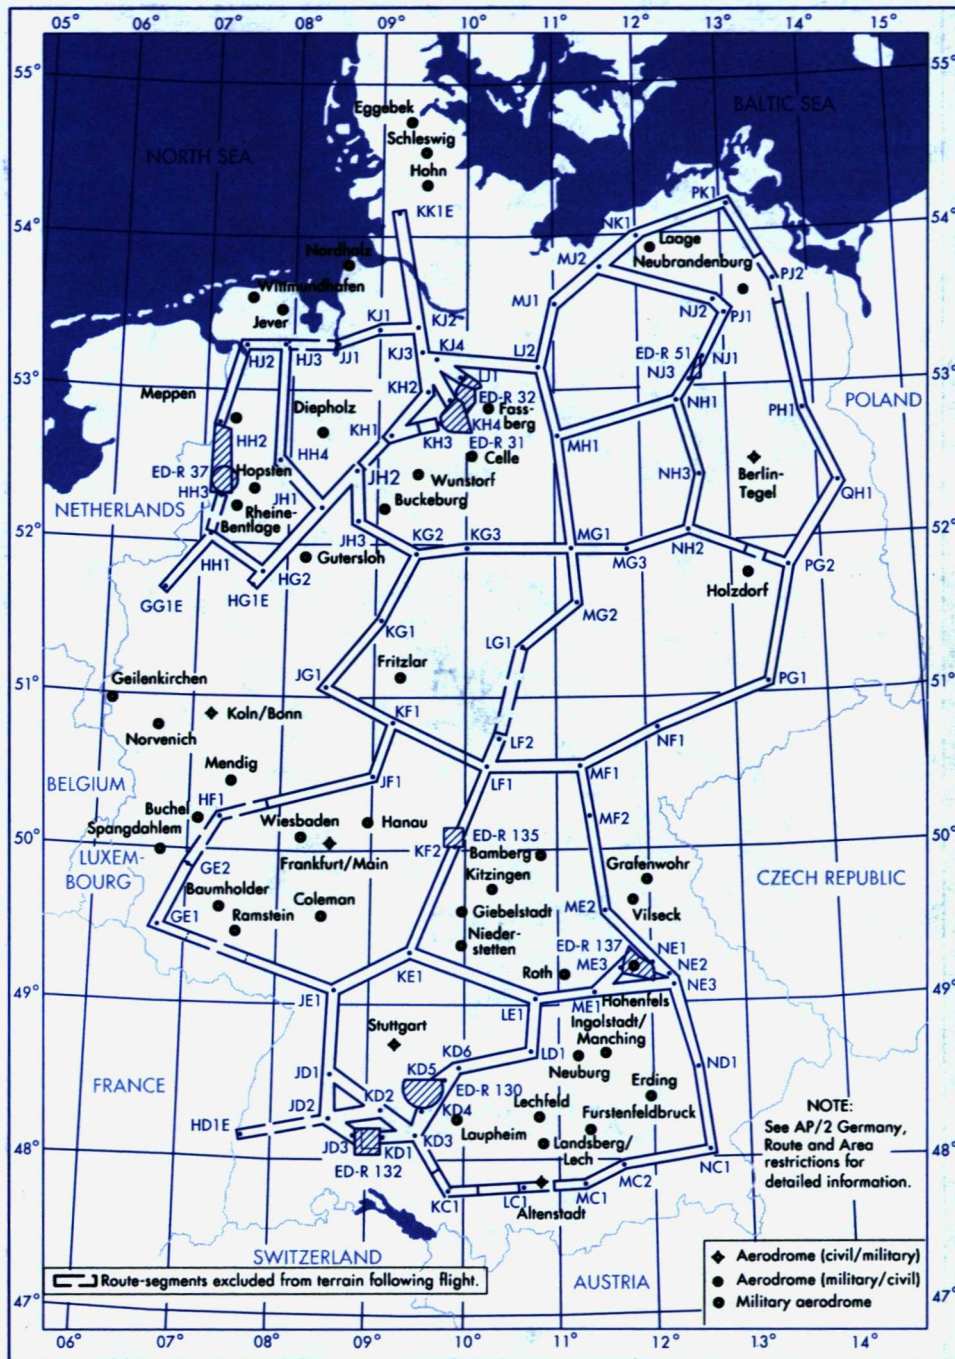 05° 06° 07° 08° 09° 10° 11° 12° 13° 14° 15°
55° 55°
Eggebek
BALTIC SEA
Schleswig
NORTH SEA
Hohn
PK1
KK1E
54° 54°
NK1
Laage
Nordholz
MJ2
Neubrandenburg
PJ2
Wittmundhafen
MJ1
NJ2
Jever
KJ1
KJ2
PJ1
HJ2
HJ3
JJ1
KJ3
KJ4
LJ2
ED-R 51
NJ1
NJ3
53° 53°
LJ1
Meppen
KH2
ED-R 32
NH1
PH1
POLAND
Diepholz
Fass-
berg
KH4
KH1
KH3
ED-R 31
MH1
HH2
HH4
Celle
NH3
Berlin-
Tegel
ED-R 37
Hopsten
JH2
Wunstorf
QH1
HH3
JH1
NETHERLANDS
Rheine-
Bentlage
Buckeburg
52° 52°
JH3
KG2
KG3
MG1
NH2
HH1
HG2
Gutersloh
MG3
PG2
GG1E
HG1E
Holzdorf
MG2
KG1
LG1
Geilenkirchen
JG1
Fritzlar
PG1
51° 51°
Koln/Bonn
KF1
NF1
Norvenich
LF2
Mendig
BELGIUM
JF1
LF1
MF1
HF1
Buchel
Wiesbaden
Hanau
MF2
Spangdahlem
ED-R 135
50° 50°
LUXEM-
BOURG
Frankfurt/Main
KF2
Bamberg
GE2
Kitzingen
Grafenwohr
CZECH REPUBLIC
Baumholder
Coleman
Giebelstadt
ME2
Vilseck
GE1
Ramstein
Nieder-
stetten
ED-R 137
NE1
KE1
Roth
ME3
NE2
49° 49°
JE1
LE1
ME1
Hohenfels
NE3
Stuttgart
Ingolstadt/
Manching
KD6
LD1
ND1
JD1
KD5
Neuburg
FRANCE
ED-R 130
Erding
KD2
Lechfeld
JD2
KD4
Furstenfeldbruck
HD1E
Laupheim
48° 48°
JD3
KD1
KD3
Landsberg/
Lech
ED-R 132
NC1
MC2
KC1
LC1
MC1
Altenstadt
NOTE:
See AP/2 Germany,
Route and Area
restrictions for
detailed information.
SWITZERLAND
AUSTRIA
Route-segments excluded from terrain following flight.
Aerodrome (civil/military)
Aerodrome (military/civil)
Military aerodrome
47° 47°
06° 07° 08° 09° 10° 11° 12° 13° 14°